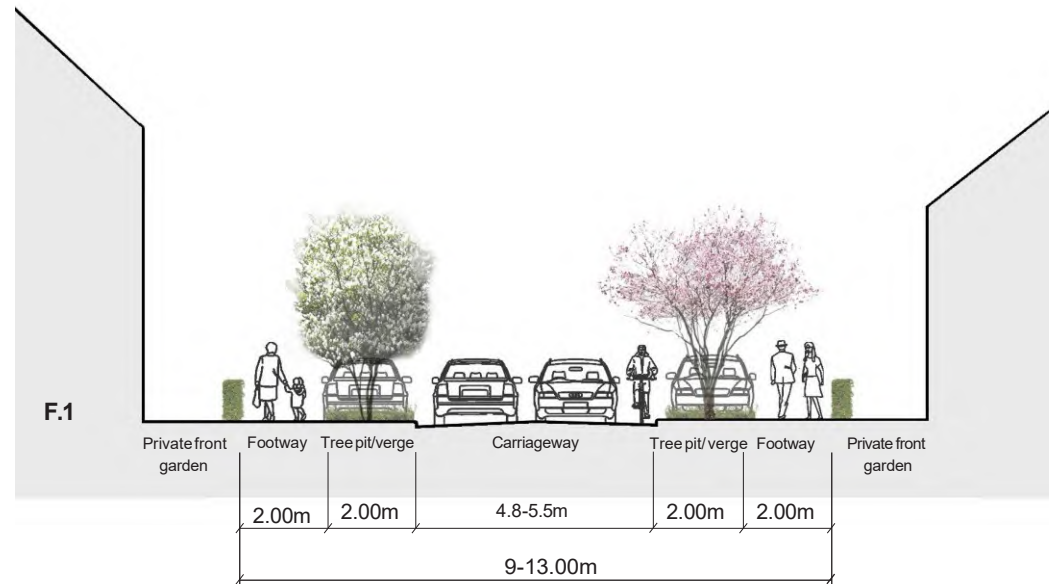 F.1
Private front
garden
Footway
Tree pit/verge
Carriageway
Tree pit/ verge
Footway
Private front
garden
2.00m
2.00m
4.8-5.5m
2.00m
2.00m
9-13.00m